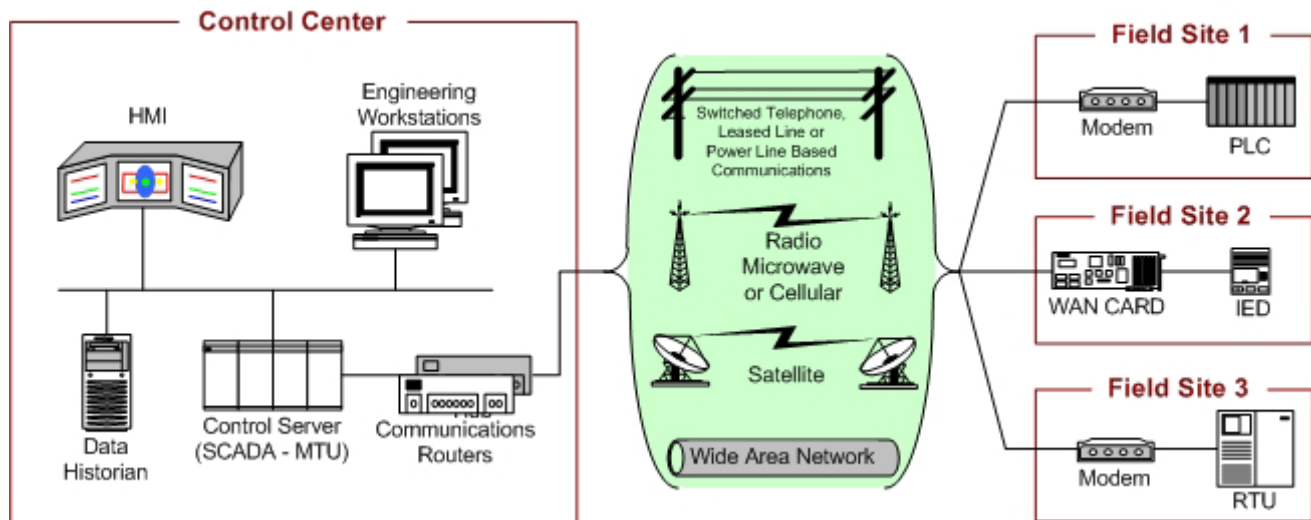 Control Center
HMI
Engineering
Workstations
Data
Historian
Control Server
(SCADA - MTU)
Communications
Routers
Switched Telephone,
Leased Line or
Power Line Based
Communications
Radio
Microwave
or Cellular
Satellite
Wide Area Network
Field Site 1
Modem
PLC
Field Site 2
WAN CARD
IED
Field Site 3
Modem
RTU